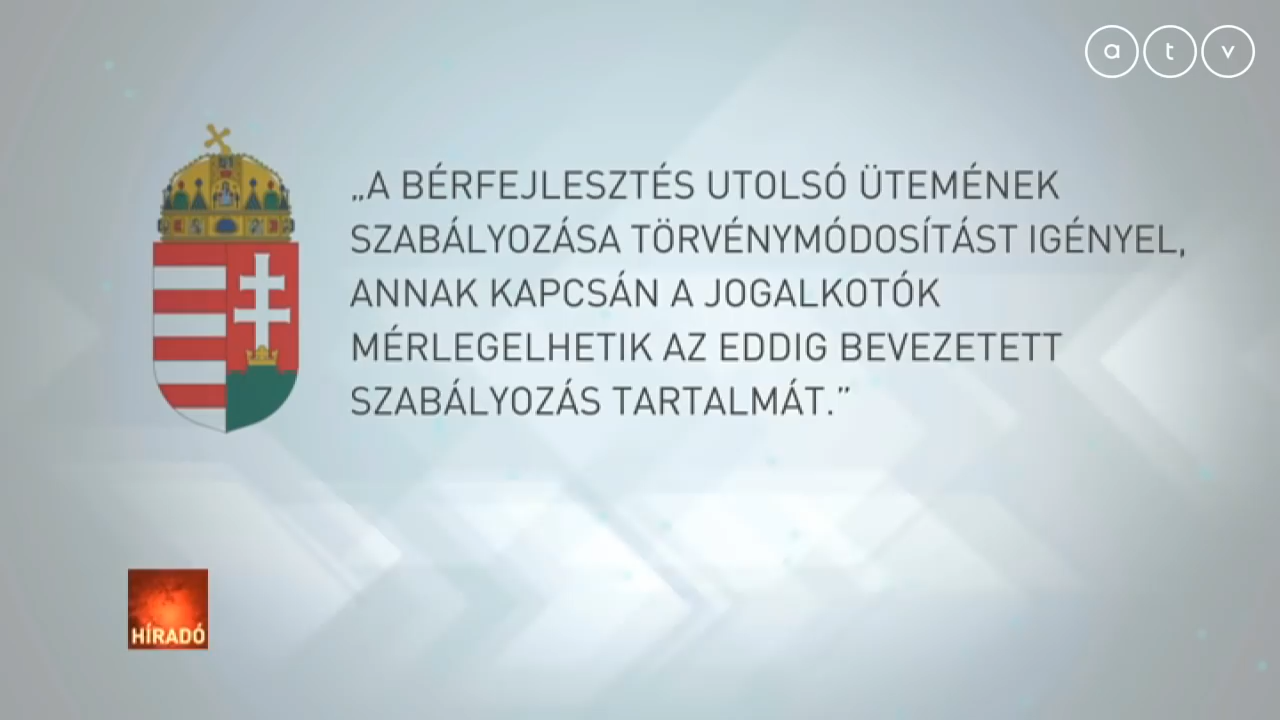 a t v
„A BÉRFEJLESZTÉS UTOLSÓ ÜTEMÉNEK
SZABÁLYOZÁSA TÖRVÉNYMÓDOSÍTÁST IGÉNYEL,
ANNAK KAPCSÁN A JOGALKOTÓK
MÉRLEGELHETIK AZ EDDIG BEVEZETETT
SZABÁLYOZÁS TARTALMÁT.”
HÍRADÓ